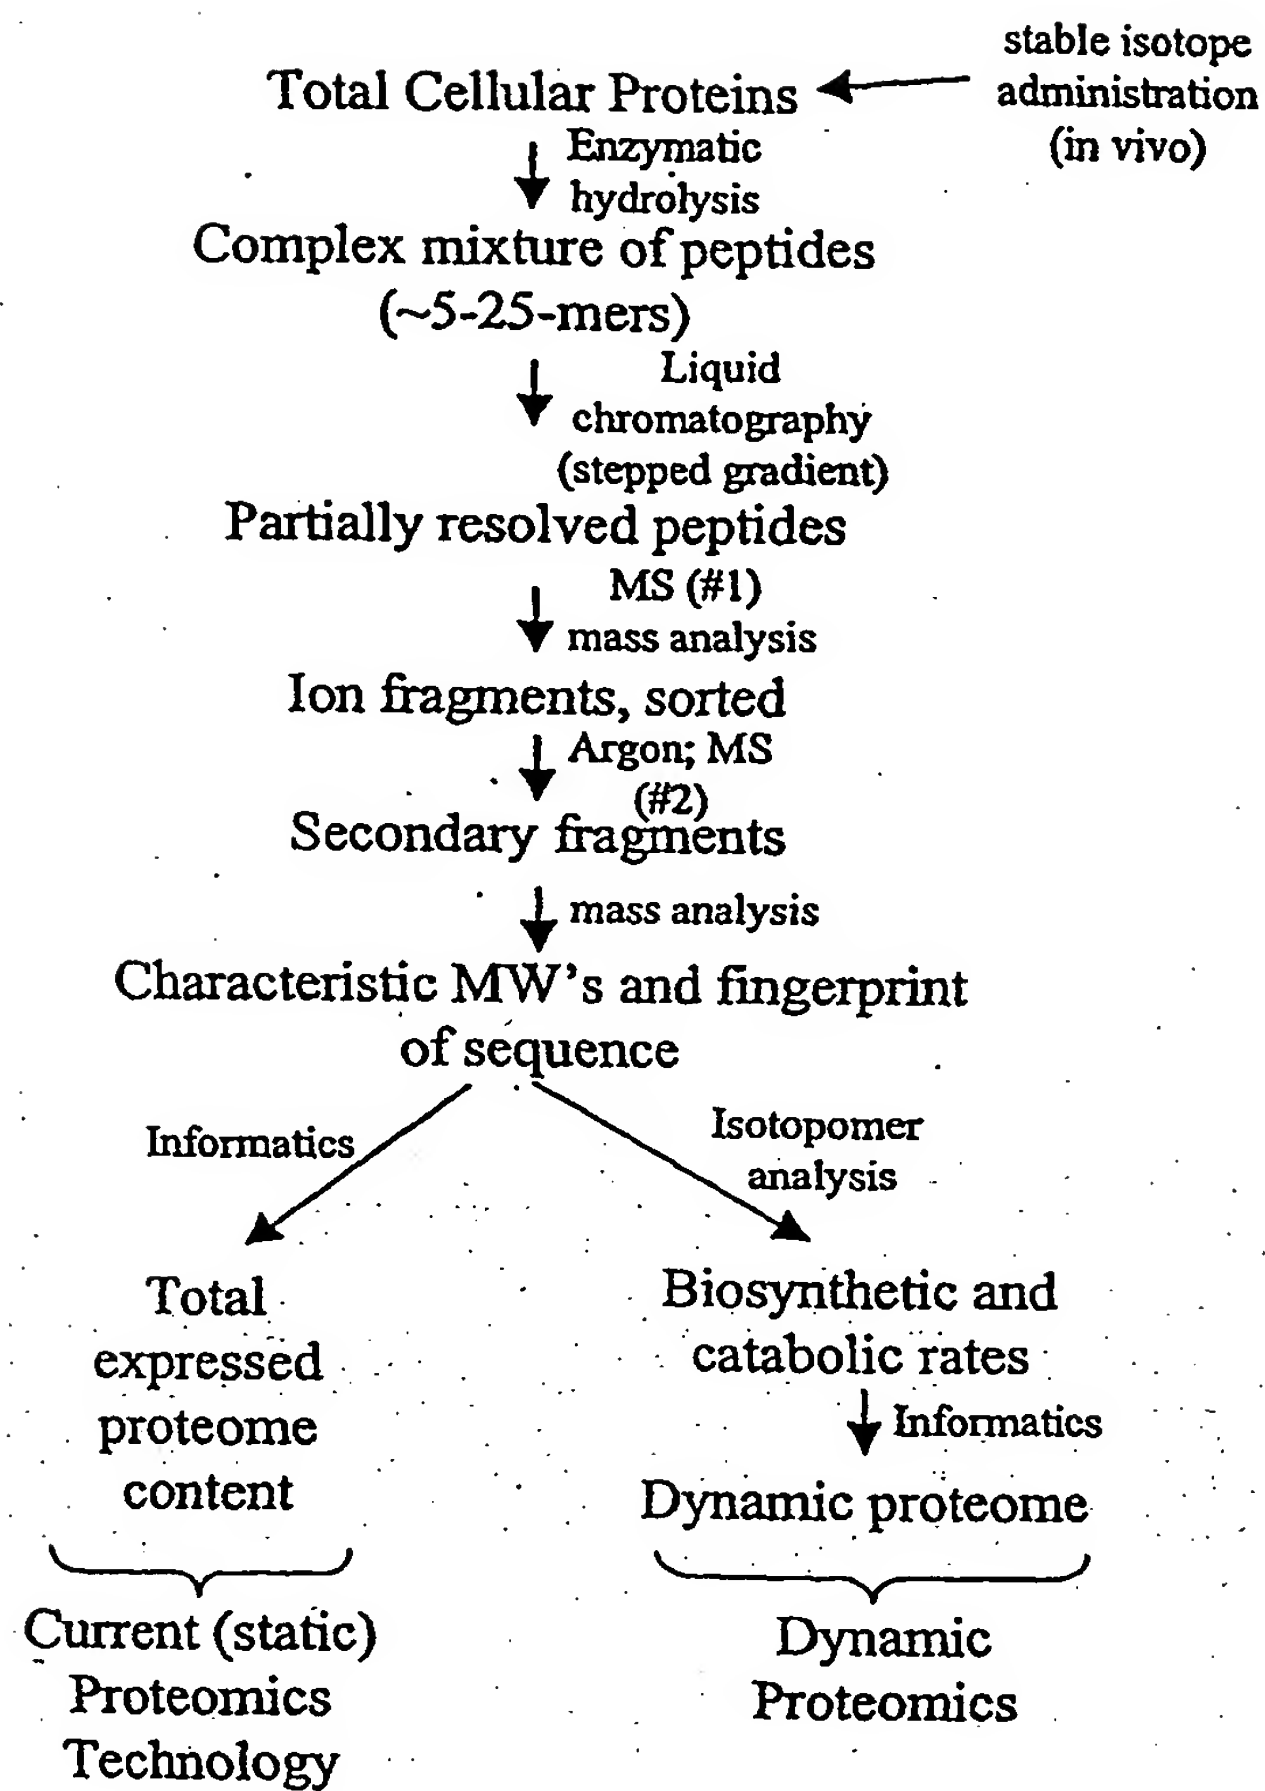 stable isotope
administration
(in vivo)
Total Cellular Proteins
Enzymatic
hydrolysis
Complex mixture of peptides
(~5-25-mers)
Liquid
chromatography
(stepped gradient)
Partially resolved peptides
MS (#1)
mass analysis
Ion fragments, sorted
Argon; MS
(#2)
Secondary fragments
mass analysis
Characteristic MW's and fingerprint
of sequence
Informatics
Isotopomer
analysis
Total
expressed
proteome
content
Biosynthetic and
catabolic rates
Informatics
Dynamic proteome
Current (static)
Proteomics
Technology
Dynamic
Proteomics